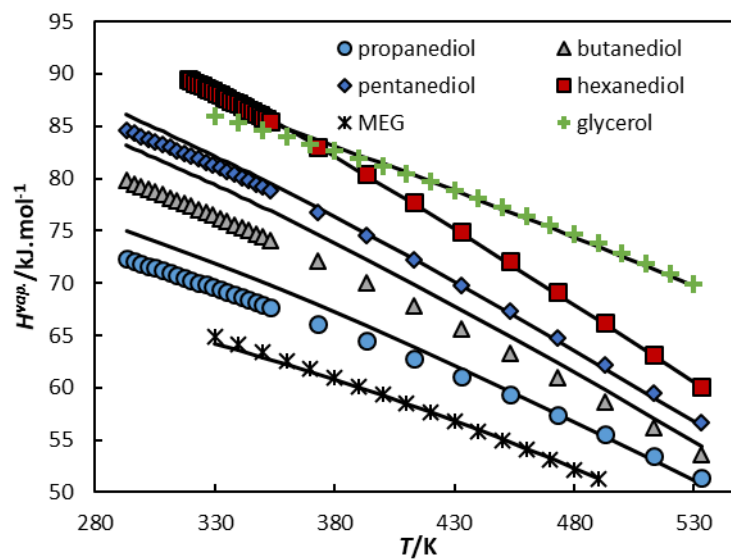 95
90
85
80
75
70
65
60
55
50
H^vap./kJ.mol^-1
propanediol
butanediol
pentanediol
hexanediol
MEG
glycerol
280
330
380
430
480
530
T/K